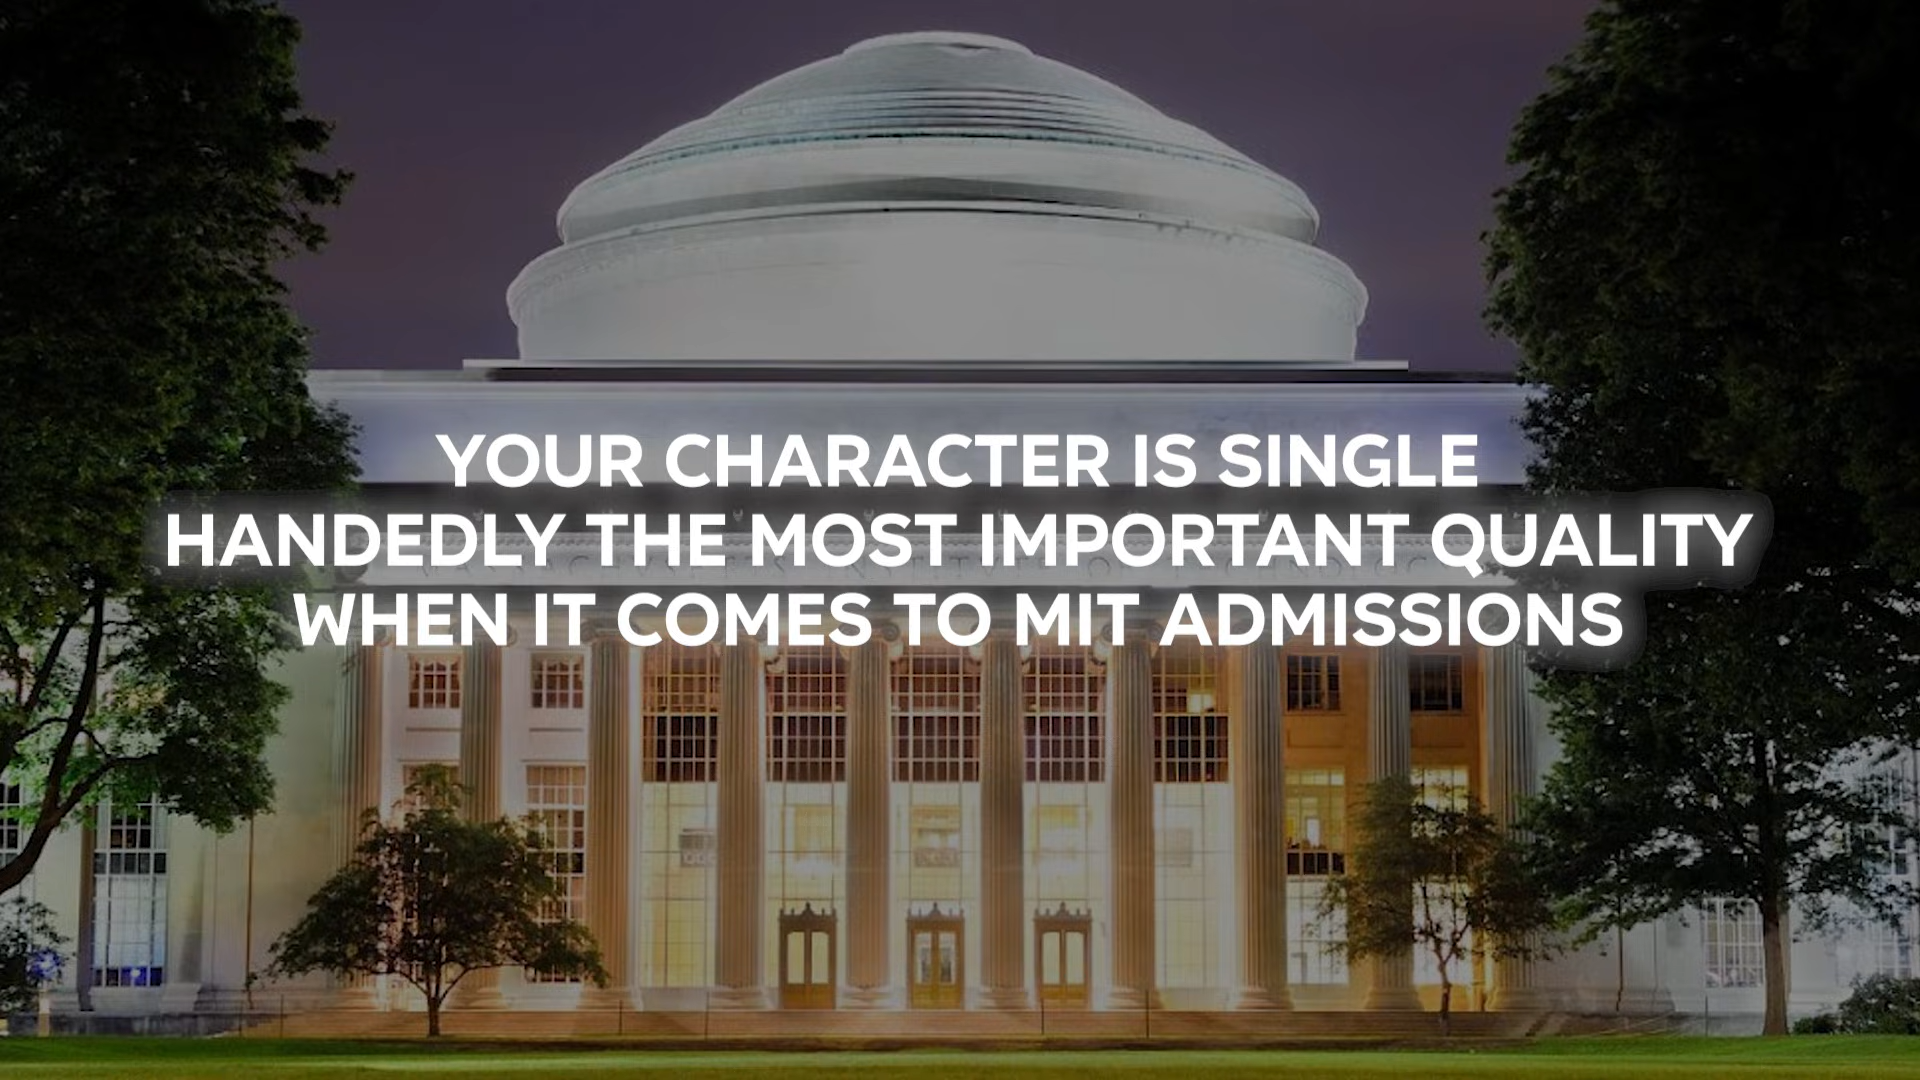 YOUR CHARACTER IS SINGLE
HANDEDLY THE MOST IMPORTANT QUALITY
WHEN IT COMES TO MIT ADMISSIONS